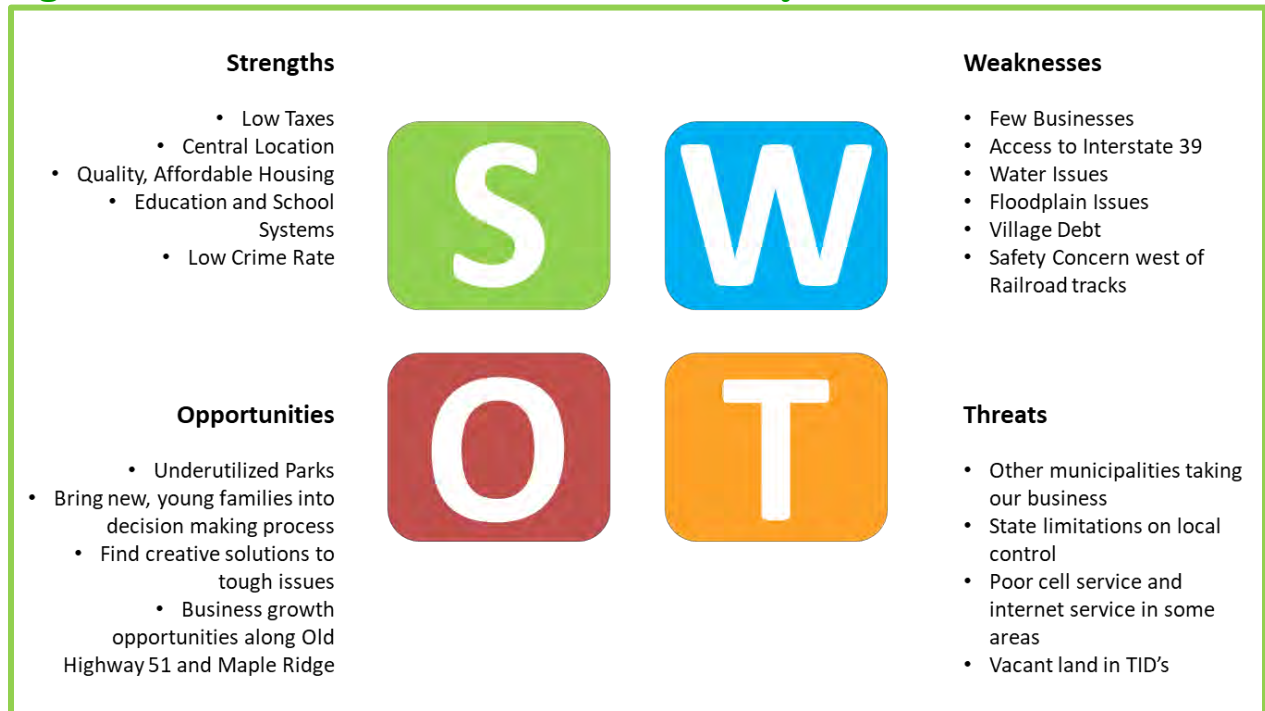 Strengths
• Low Taxes
• Central Location
• Quality, Affordable Housing
• Education and School
Systems
• Low Crime Rate
S
W
Weaknesses
• Few Businesses
• Access to Interstate 39
• Water Issues
• Floodplain Issues
• Village Debt
• Safety Concern west of
Railroad tracks
Opportunities
• Underutilized Parks
• Bring new, young families into
decision making process
• Find creative solutions to
tough issues
• Business growth
opportunities along Old
Highway 51 and Maple Ridge
O
T
Threats
• Other municipalities taking
our business
• State limitations on local
control
• Poor cell service and
internet service in some
areas
• Vacant land in TID's